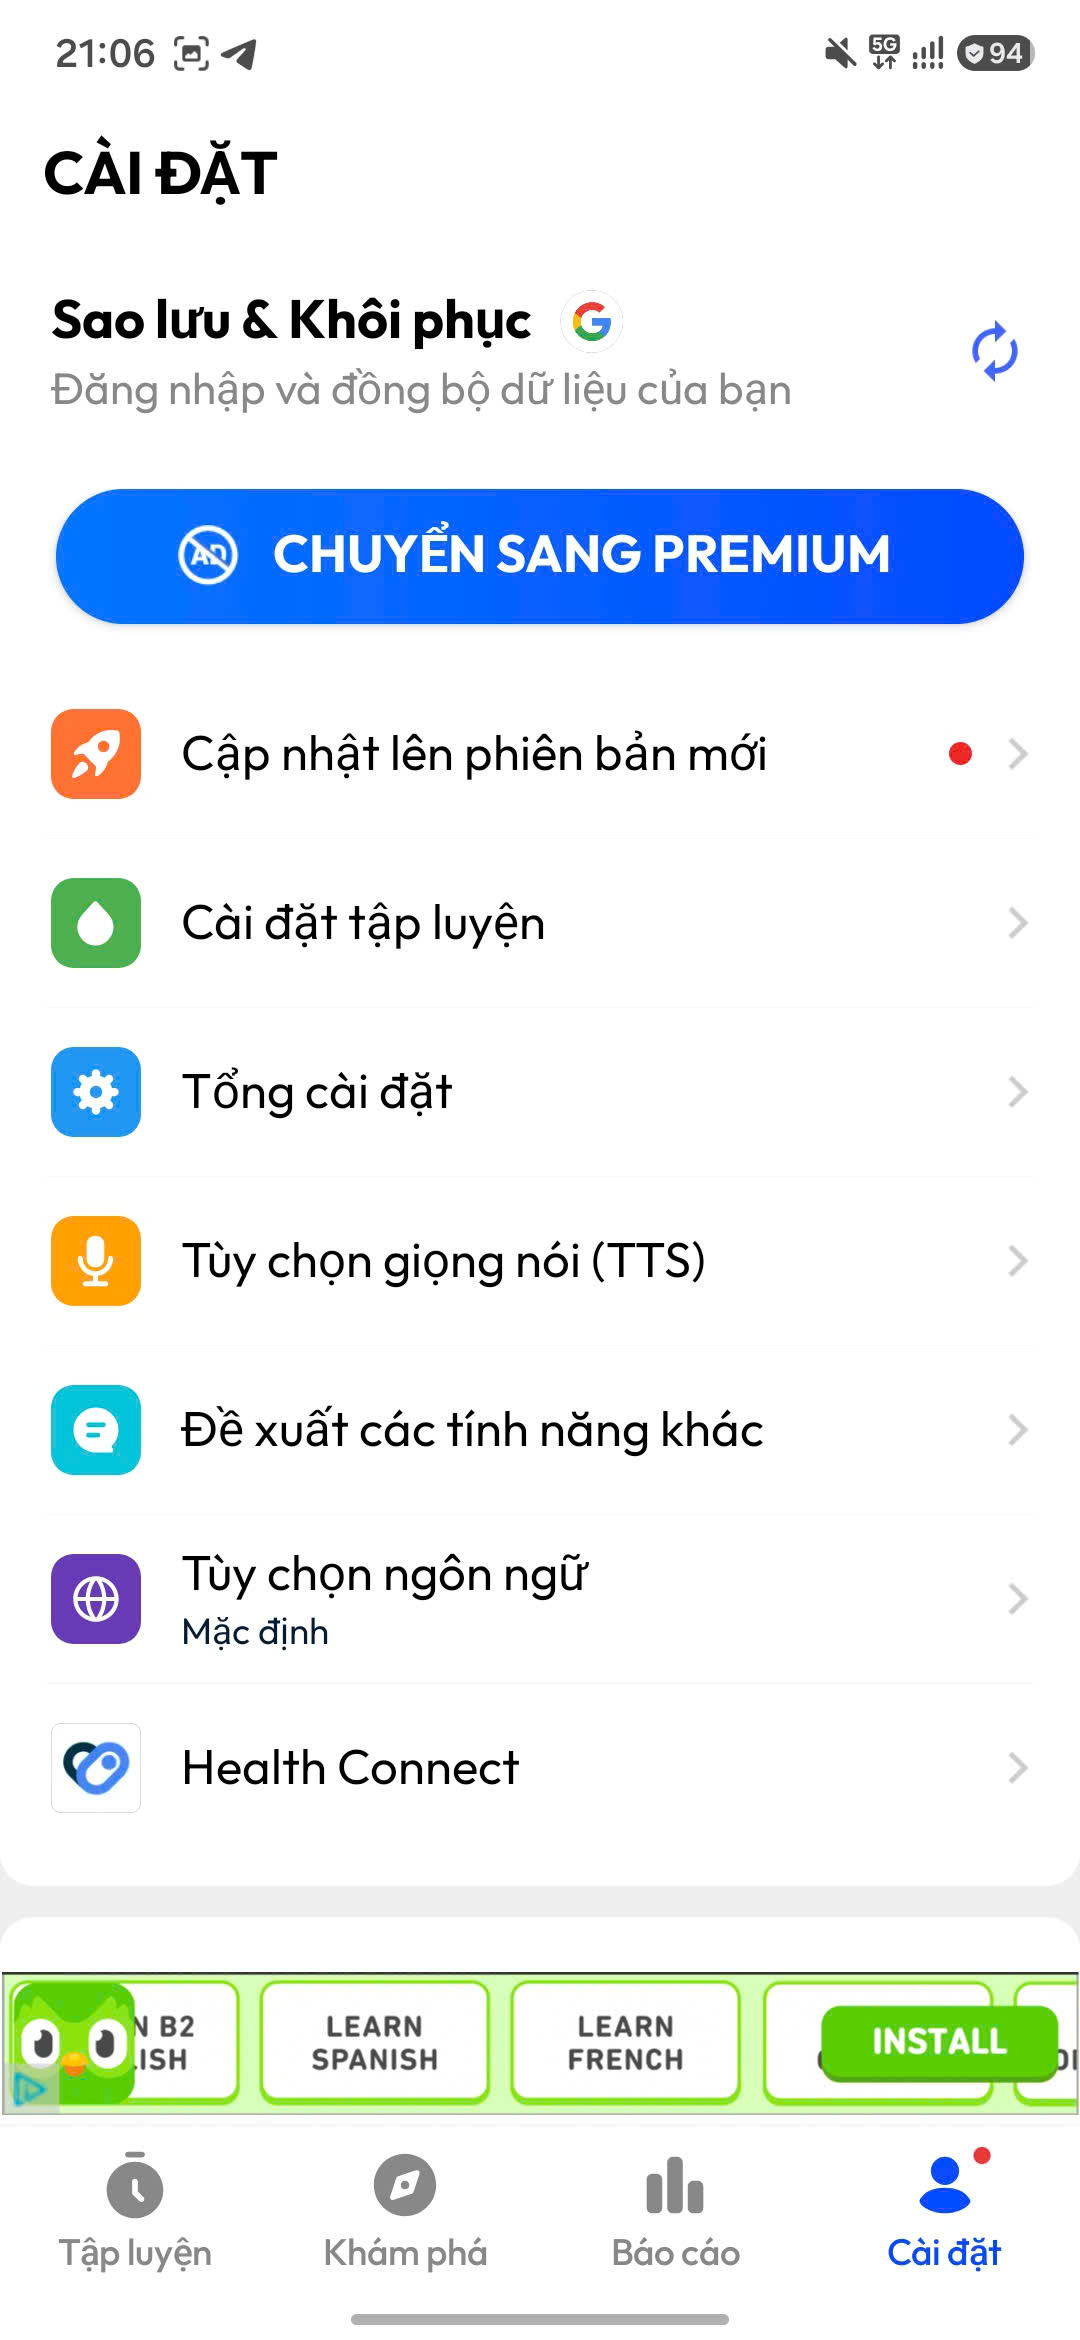 21:06
5G
94
CÀI ĐẶT
Sao lưu & Khôi phục
Đăng nhập và đồng bộ dữ liệu của bạn
AD
CHUYỂN SANG PREMIUM
Cập nhật lên phiên bản mới
Cài đặt tập luyện
Tổng cài đặt
Tùy chọn giọng nói (TTS)
Đề xuất các tính năng khác
Tùy chọn ngôn ngữ
Mặc định
Health Connect
B2
LEARN
SPANISH
LEARN
FRENCH
INSTALL
Tập luyện
Khám phá
Báo cáo
Cài đặt